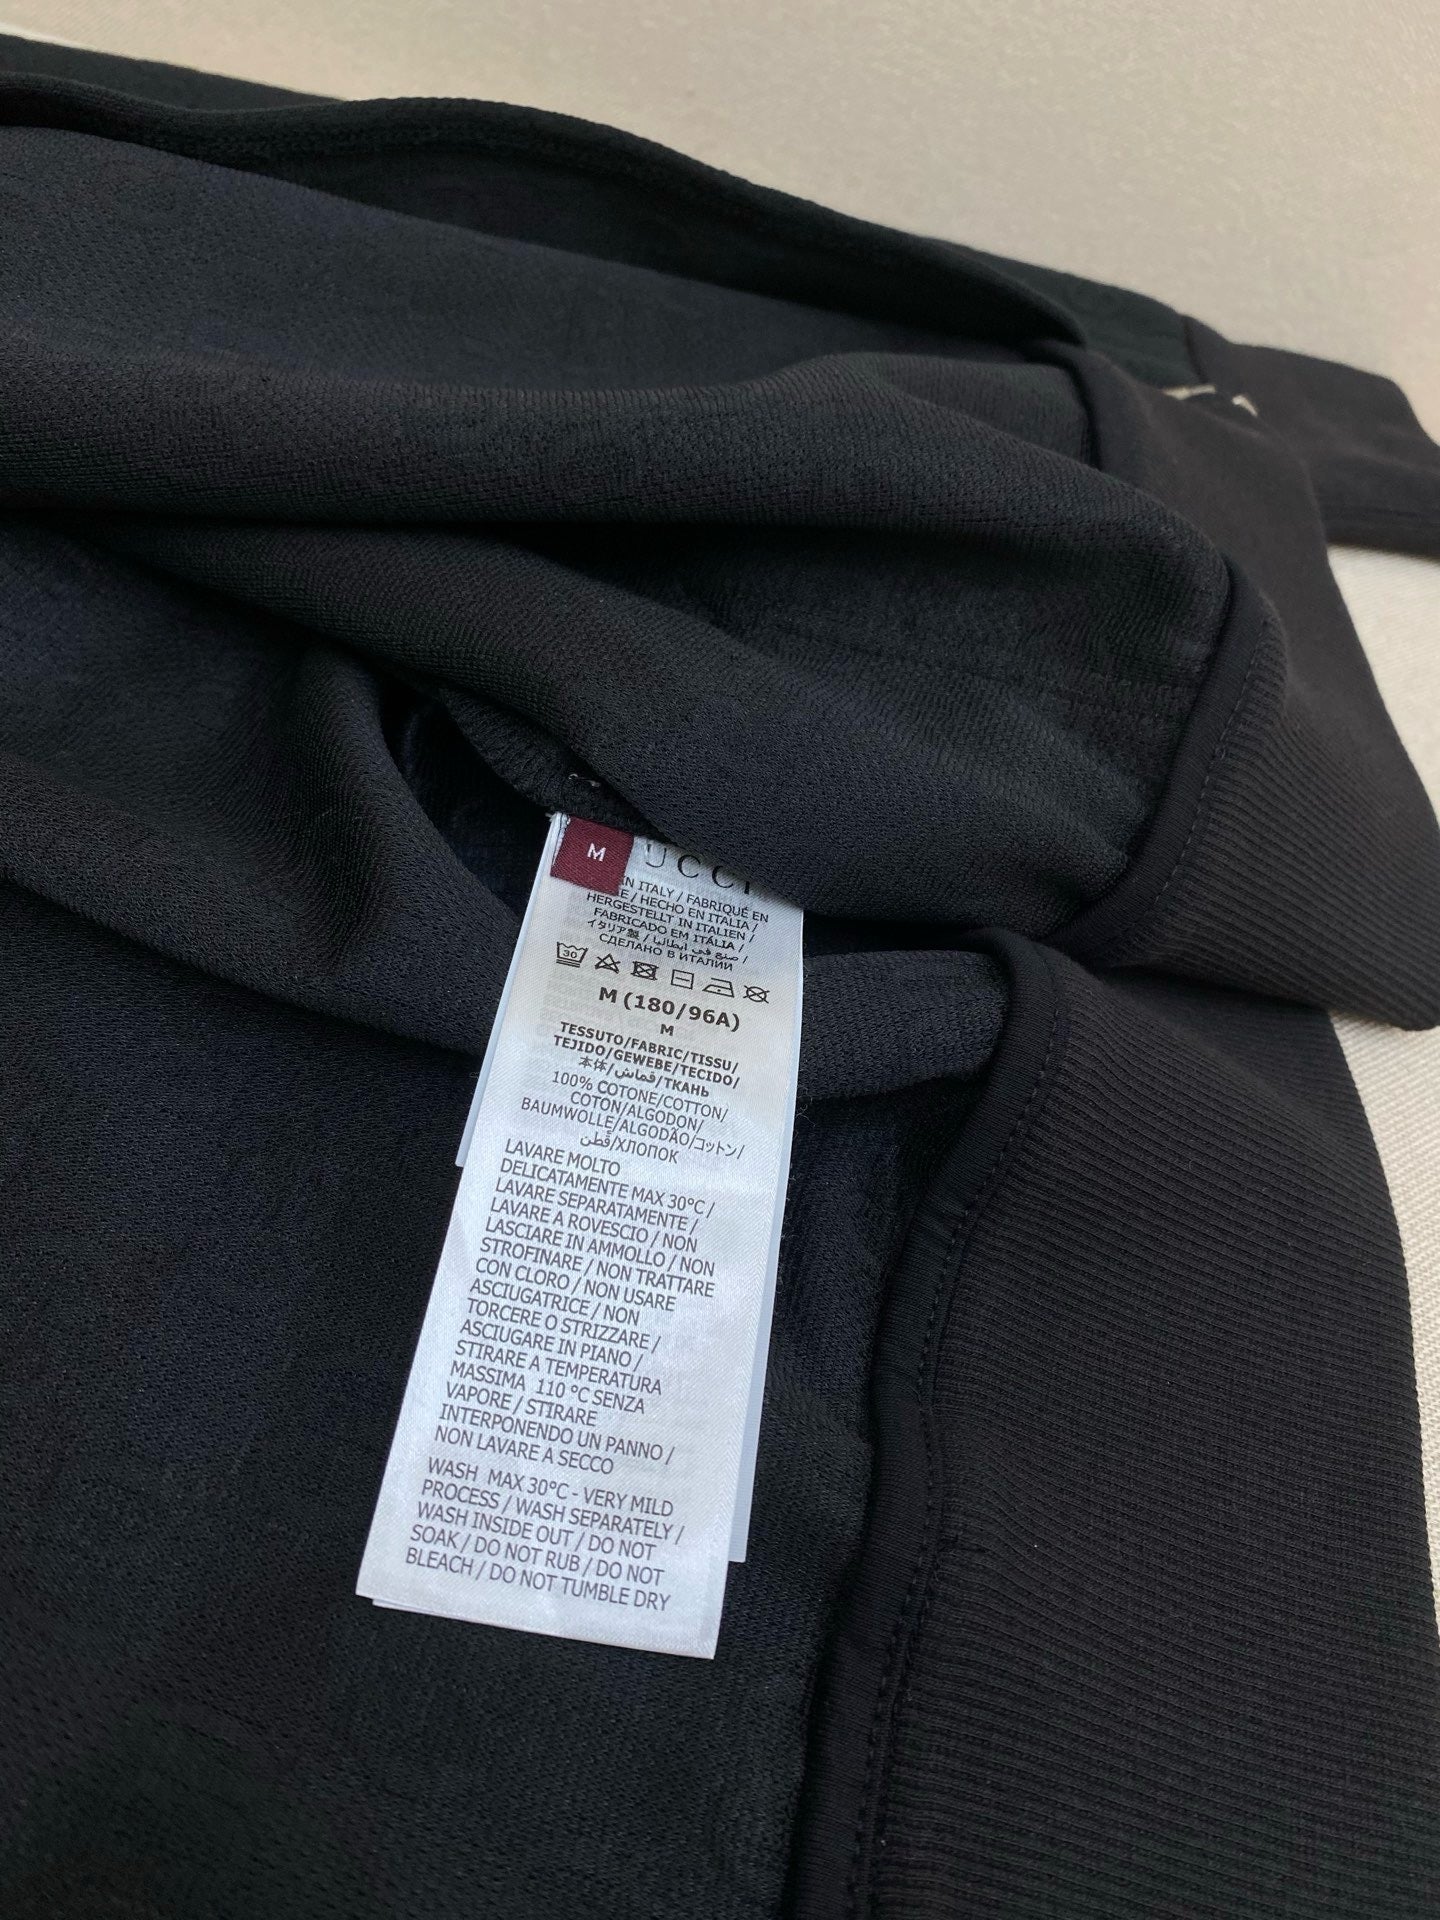 M
UCCI
IN ITALY / FABRIQUÉ EN
/ HECHO EN ITALIA /
HERGESTELLT IN ITALIEN /
FABRICADO EM ITÁLIA /
イタリア製 / صنع في ايطاليا /
СДЕЛАНО В ИТАЛИИ
30
M (180/96A)
M
TESSUTO/FABRIC/TISSU/
TEJIDO/GEWEBE/TECIDO/
本体/قماش/ТКАНЬ
100% COTONE/COTTON/
COTON/ALGODON/
BAUMWOLLE/ALGODÃO/コットン/
قطن/ХЛОПОК
LAVARE MOLTO
DELICATAMENTE MAX 30°C /
LAVARE SEPARATAMENTE /
LAVARE A ROVESCIO / NON
LASCIARE IN AMMOLLO / NON
STROFINARE / NON TRATTARE
CON CLORO / NON USARE
ASCIUGATRICE / NON
TORCERE O STRIZZARE /
ASCIUGARE IN PIANO /
STIRARE A TEMPERATURA
MASSIMA 110 °C SENZA
VAPORE / STIRARE
INTERPONENDO UN PANNO /
NON LAVARE A SECCO
WASH MAX 30°C - VERY MILD
PROCESS / WASH SEPARATELY /
WASH INSIDE OUT / DO NOT
SOAK / DO NOT RUB / DO NOT
BLEACH / DO NOT TUMBLE DRY